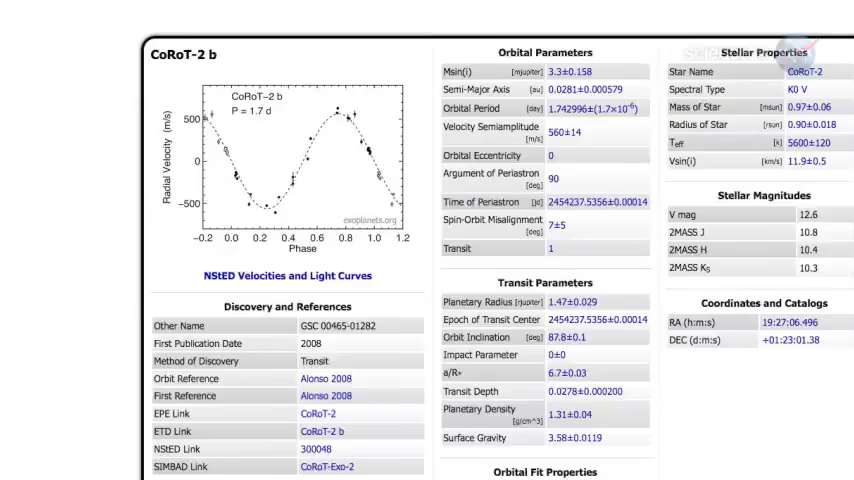 CoRoT-2 b
CoRoT-2 b
P = 1.7 d
Radial Velocity (m/s)
500
0
−500
exoplanets.org
−0.2 0.0 0.2 0.4 0.6 0.8 1.0 1.2
Phase
NStED Velocities and Light Curves
Discovery and References
Other Name GSC 00465-01282
First Publication Date 2008
Method of Discovery Transit
Orbit Reference Alonso 2008
First Reference Alonso 2008
EPE Link CoRoT-2
ETD Link CoRoT-2 b
NStED Link 300048
SIMBAD Link CoRoT-Exo-2
Orbital Parameters
Msin(i) [mjupiter] 3.3±0.158
Semi-Major Axis [au] 0.0281±0.000579
Orbital Period [day] 1.742996±(1.7×10⁻⁶)
Velocity Semiamplitude [m/s] 560±14
Orbital Eccentricity 0
Argument of Periastron [deg] 90
Time of Periastron [jd] 2454237.5356±0.00014
Spin-Orbit Misalignment [deg] 7±5
Transit 1
Transit Parameters
Planetary Radius [rjupiter] 1.47±0.029
Epoch of Transit Center 2454237.5356±0.00014
Orbit Inclination [deg] 87.8±0.1
Impact Parameter 0±0
a/R* 6.7±0.03
Transit Depth 0.0278±0.000200
Planetary Density [g/cm^3] 1.31±0.04
Surface Gravity 3.58±0.0119
Orbital Fit Properties
Stellar Properties
Star Name CoRoT-2
Spectral Type K0 V
Mass of Star [msun] 0.97±0.06
Radius of Star [rsun] 0.90±0.018
Teff [k] 5600±120
Vsin(i) [km/s] 11.9±0.5
Stellar Magnitudes
V mag 12.6
2MASS J 10.8
2MASS H 10.4
2MASS KS 10.3
Coordinates and Catalogs
RA (h:m:s) 19:27:06.496
DEC (d:m:s) +01:23:01.38